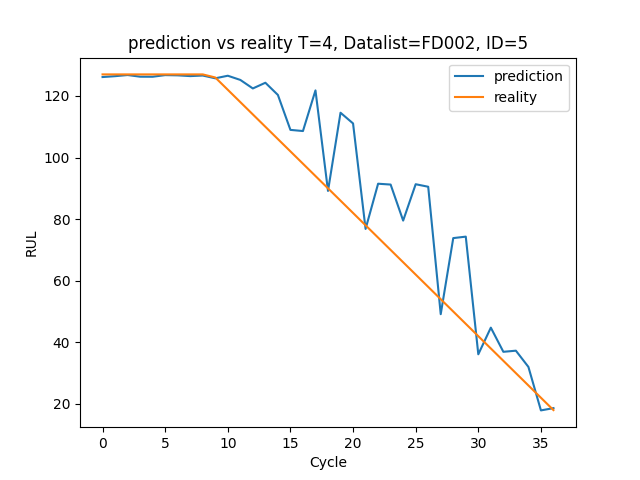 prediction vs reality T=4, Datalist=FD002, ID=5
prediction
reality
RUL
120
100
80
60
40
20
0 5 10 15 20 25 30 35
Cycle